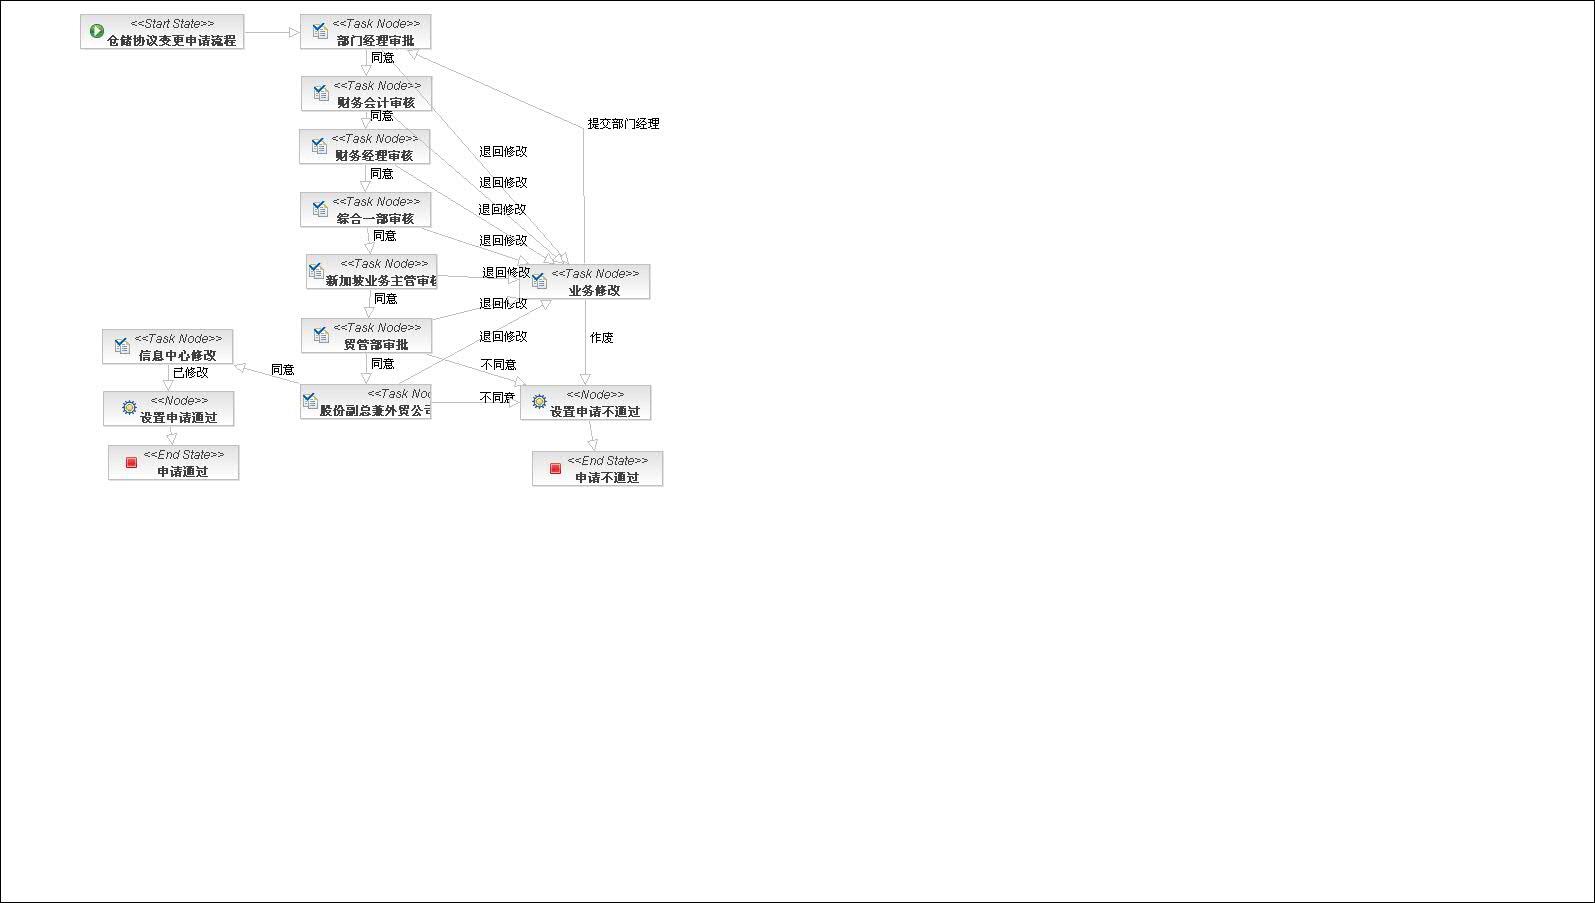 <<Start State>>
仓储协议变更申请流程
<<Task Node>>
部门经理审批
同意
<<Task Node>>
财务会计审核
同意
提交部门经理
<<Task Node>>
财务经理审核
退回修改
同意
退回修改
<<Task Node>>
综合一部审核
退回修改
同意
退回修改
<<Task Node>>
新加坡业务主管审核
退回修改
<<Task Node>>
业务修改
同意
退回修改
<<Task Node>>
贸管部审批
退回修改
作废
<<Task Node>>
信息中心修改
同意
不同意
已修改
同意
<<Task No
股份副总兼外贸公司
不同意
<<Node>>
设置申请不通过
<<Node>>
设置申请通过
<<End State>>
申请通过
<<End State>>
申请不通过